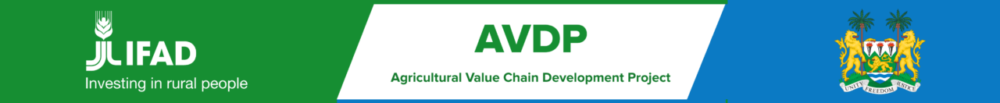 IFAD
Investing in rural people
AVDP
Agricultural Value Chain Development Project
UNITY FREEDOM JUSTICE